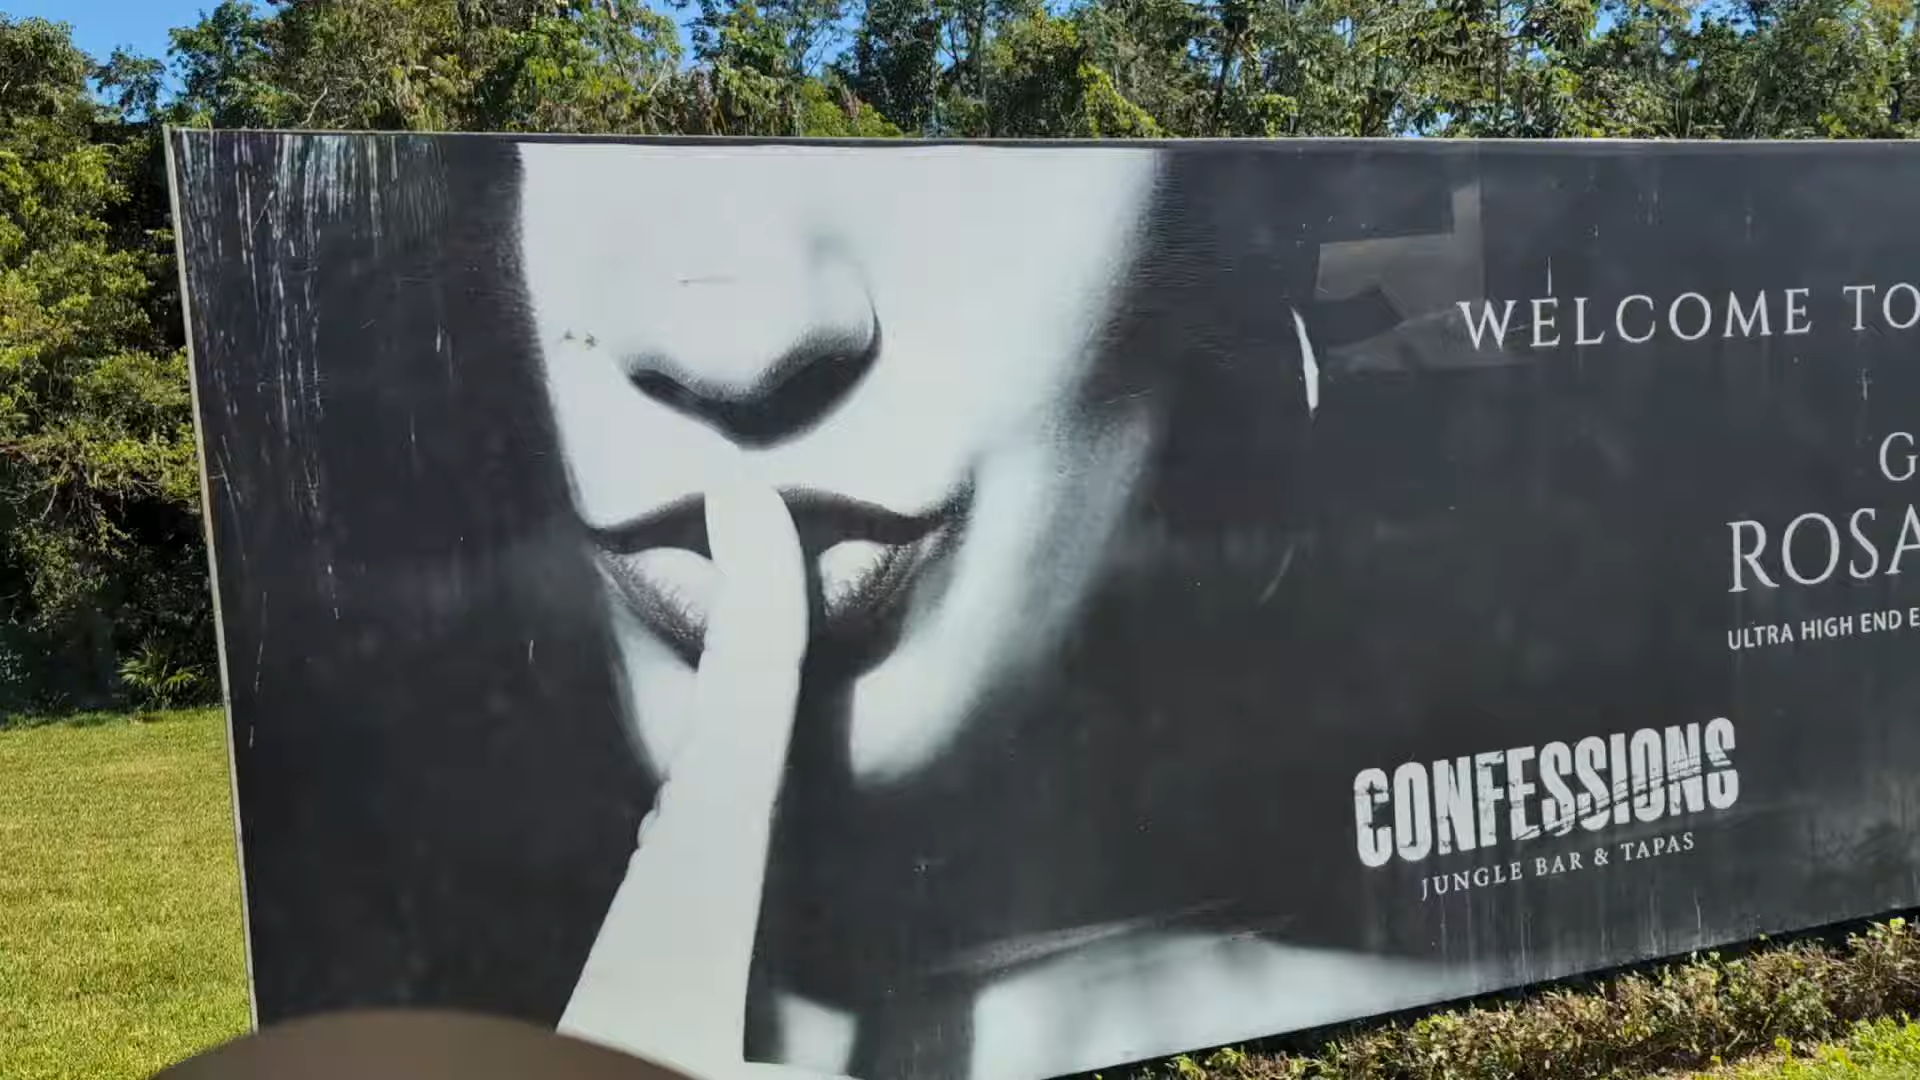 WELCOME TO
G
ROSA
ULTRA HIGH END E
CONFESSIONS
JUNGLE BAR & TAPAS